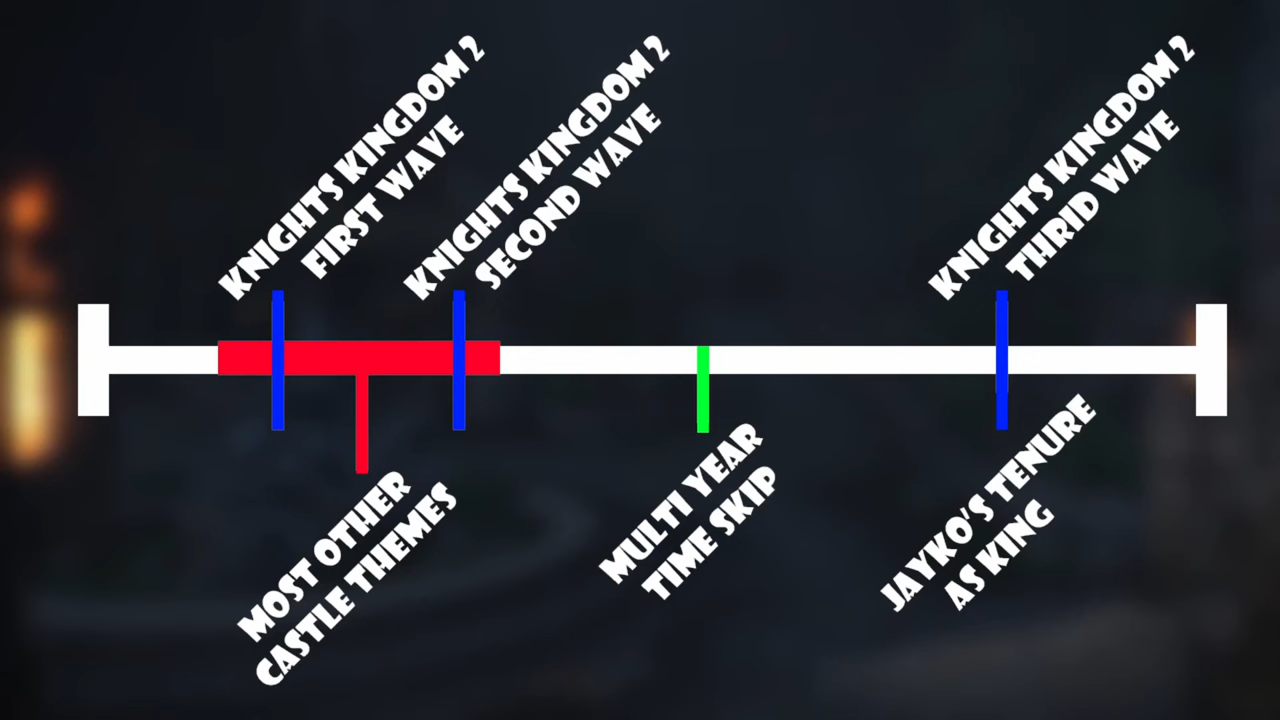 KNIGHTS KINGDOM 2
FIRST WAVE
KNIGHTS KINGDOM 2
SECOND WAVE
KNIGHTS KINGDOM 2
THRID WAVE
MOST OTHER
CASTLE THEMES
MULTI YEAR
TIME SKIP
JAYKO'S TENURE
AS KING